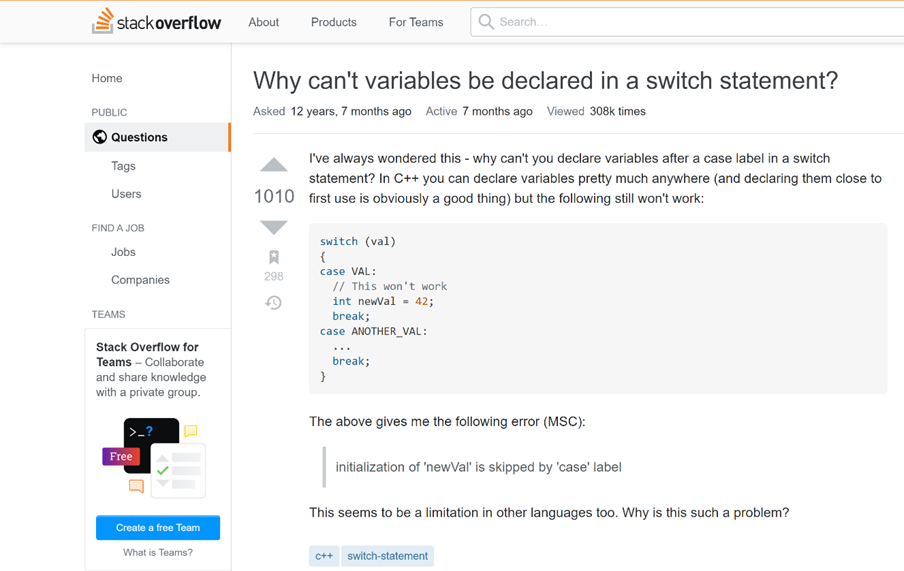 stackoverflow
About
Products
For Teams
Search…
Home
PUBLIC
Questions
Tags
Users
FIND A JOB
Jobs
Companies
TEAMS
Stack Overflow for
Teams – Collaborate
and share knowledge
with a private group.
>_?
Free
Create a free Team
What is Teams?
Why can't variables be declared in a switch statement?
Asked 12 years, 7 months ago Active 7 months ago Viewed 308k times
1010
298
I've always wondered this - why can't you declare variables after a case label in a switch
statement? In C++ you can declare variables pretty much anywhere (and declaring them close to
first use is obviously a good thing) but the following still won't work:
switch (val)
{
case VAL:
  // This won't work
  int newVal = 42;
  break;
case ANOTHER_VAL:
  ...
  break;
}
The above gives me the following error (MSC):
initialization of 'newVal' is skipped by 'case' label
This seems to be a limitation in other languages too. Why is this such a problem?
c++ switch-statement